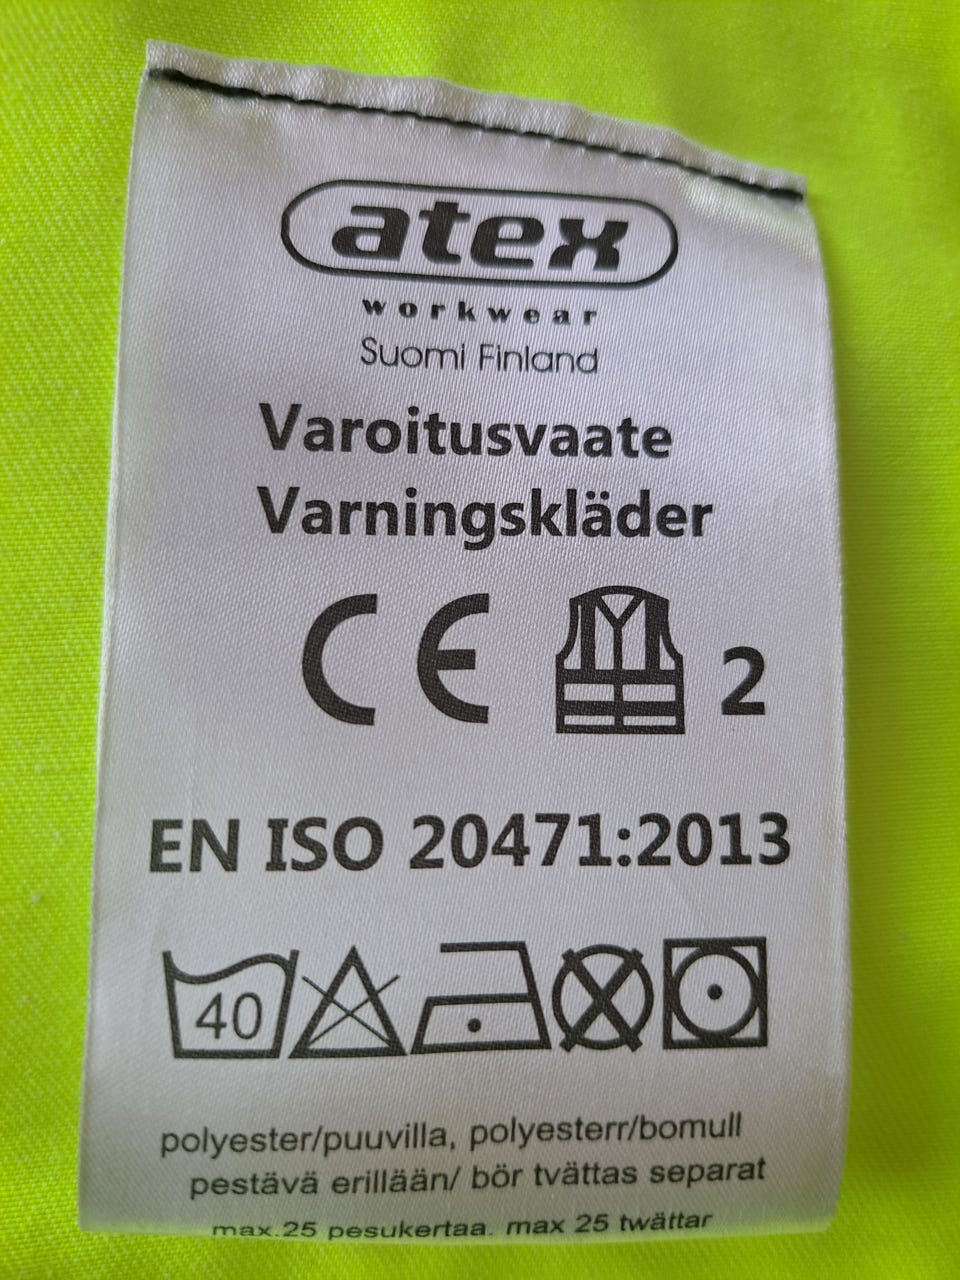 atex
workwear
Suomi Finland
Varoitusvaate
Varningskläder
CE 2
EN ISO 20471:2013
40
polyester/puuvilla, polyesterr/bomull
pestävä erillään/ bör tvättas separat
max.25 pesukertaa. max 25 twättar